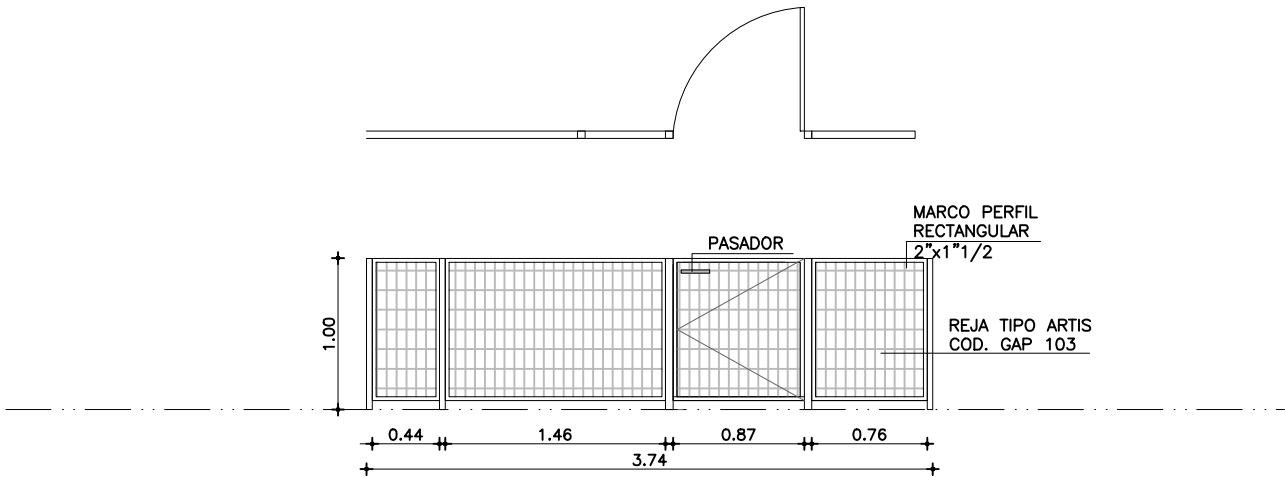 MARCO PERFIL
RECTANGULAR
2"x1"1/2
PASADOR
REJA TIPO ARTIS
COD. GAP 103
1.00
0.44
1.46
0.87
0.76
3.74